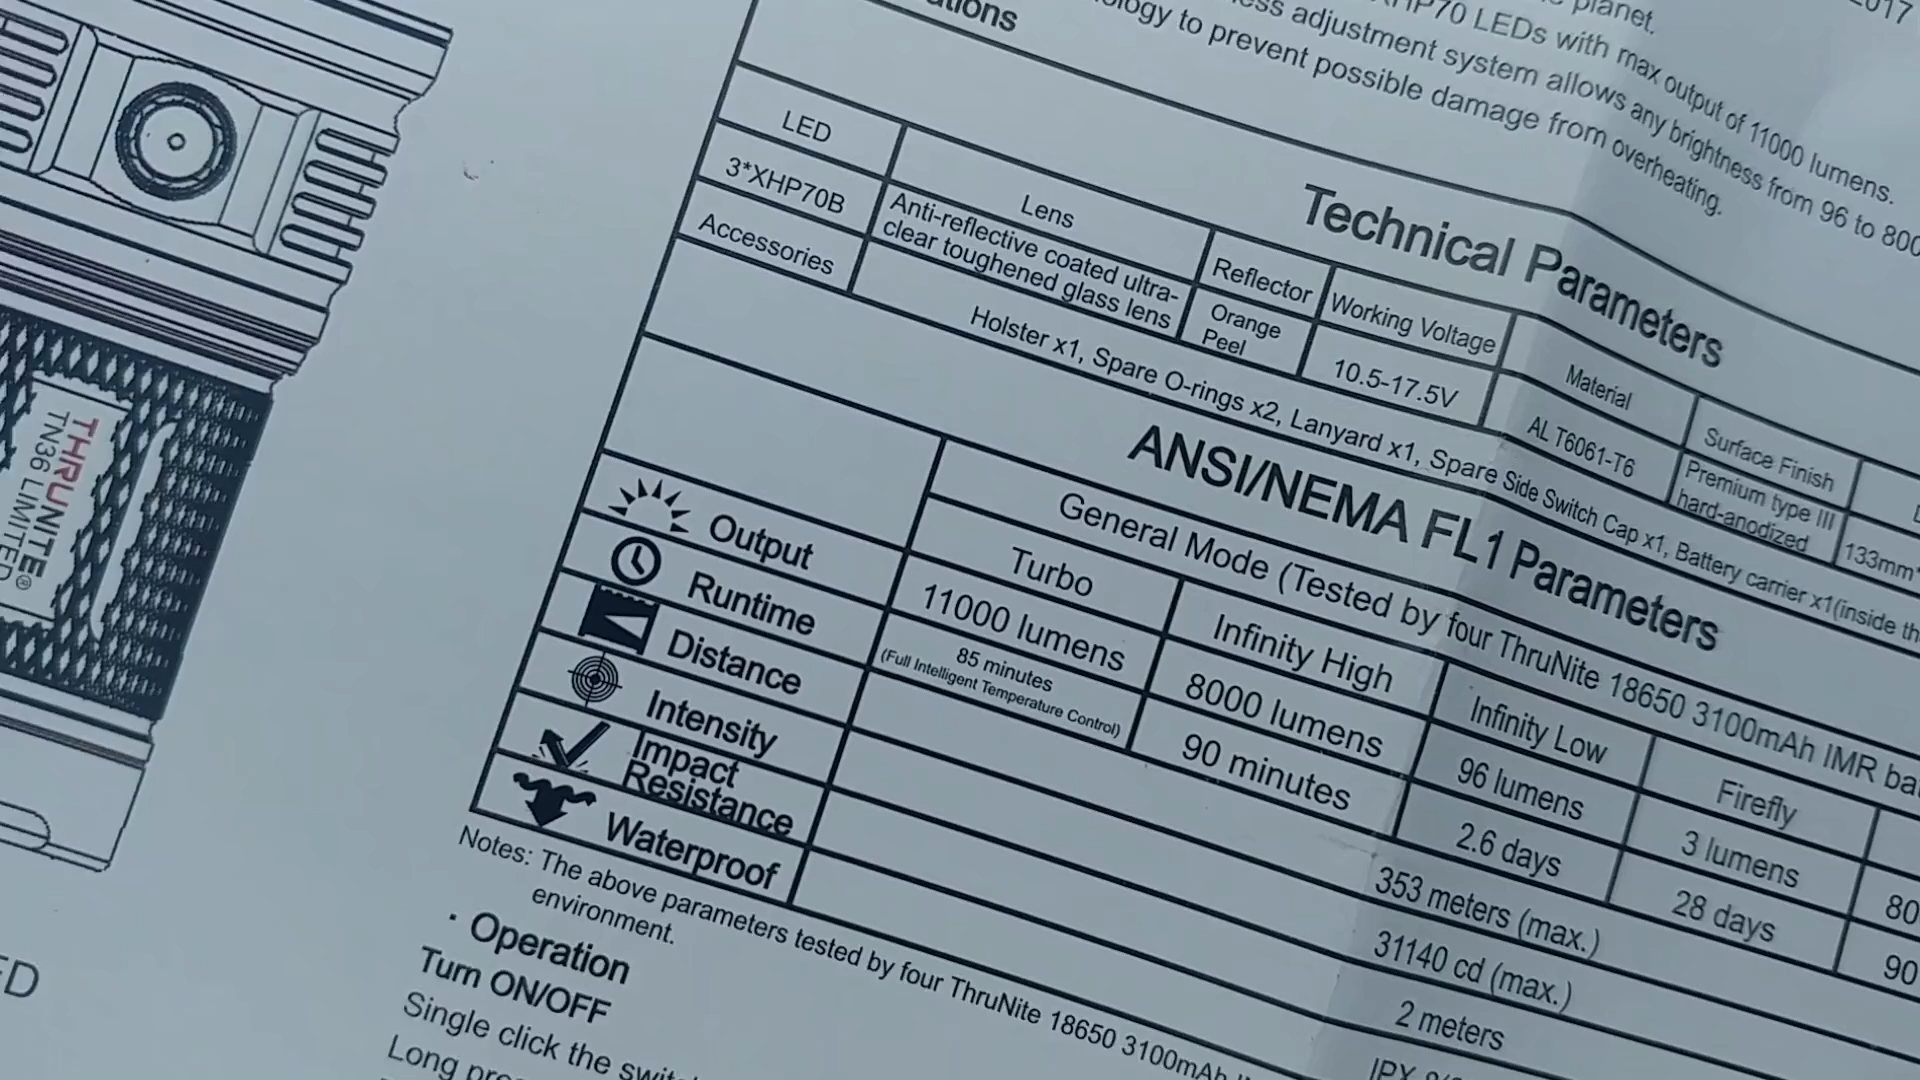 THRUNITE®
TN36 LIMITED
planet.
2017
XHP70 LEDs with max output of 11000 lumens.
adjustment system allows any brightness from 96 to 800
to prevent possible damage from overheating.
Technical Parameters
LED
Lens
Reflector
Working Voltage
Material
Surface Finish
3*XHP70B
Anti-reflective coated ultra-
clear toughened glass lens
Orange
Peel
10.5-17.5V
AL T6061-T6
Premium type III
hard-anodized
133mm*
Accessories
Holster x1, Spare O-rings x2, Lanyard x1, Spare Side Switch Cap x1, Battery carrier x1(inside th
ANSI/NEMA FL1 Parameters
General Mode (Tested by four ThruNite 18650 3100mAh IMR ba
Turbo
Infinity High
Infinity Low
Firefly
Output
11000 lumens
8000 lumens
96 lumens
3 lumens
80
Runtime
85 minutes
(Full Intelligent Temperature Control)
90 minutes
2.6 days
28 days
90
Distance
353 meters (max.)
Intensity
31140 cd (max.)
Impact
Resistance
2 meters
Waterproof
IPX
Notes: The above parameters tested by four ThruNite 18650 3100mAh
environment.
· Operation
Turn ON/OFF
Single click the switch
Long